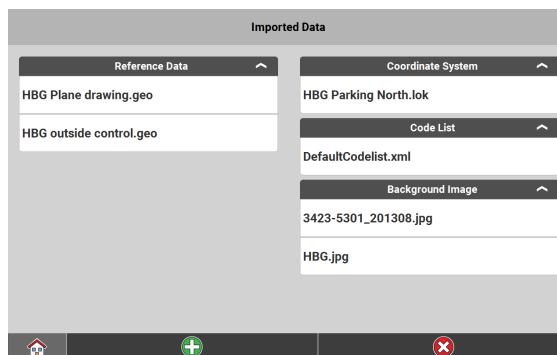 Imported Data
Reference Data
HBG Plane drawing.geo
HBG outside control.geo
Coordinate System
HBG Parking North.lok
Code List
DefaultCodelist.xml
Background Image
3423-5301_201308.jpg
HBG.jpg